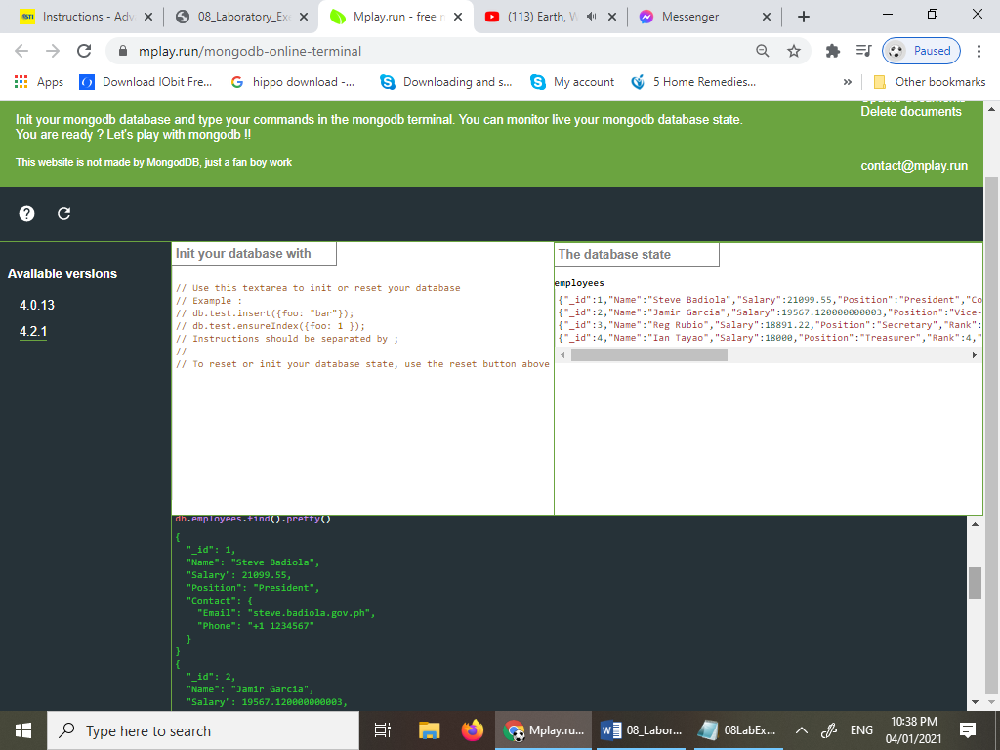 Instructions - Adv
08_Laboratory_Ex
Mplay.run - free n
(113) Earth, W
Messenger
mplay.run/mongodb-online-terminal
Paused
Apps
Download IObit Fre...
hippo download -...
Downloading and s...
My account
5 Home Remedies...
»
Other bookmarks
Init your mongodb database and type your commands in the mongodb terminal. You can monitor live your mongodb database state.
You are ready ? Let's play with mongodb !!
This website is not made by MongodDB, just a fan boy work
Update documents
Delete documents
contact@mplay.run
Available versions
4.0.13
4.2.1
Init your database with
// Use this textarea to init or reset your database
// Example :
// db.test.insert({foo: "bar"});
// db.test.ensureIndex({foo: 1 });
// Instructions should be separated by ;
//
// To reset or init your database state, use the reset button above
The database state
employees
{"_id":1,"Name":"Steve Badiola","Salary":21099.55,"Position":"President","Co
{"_id":2,"Name":"Jamir Garcia","Salary":19567.120000000003,"Position":"Vice-
{"_id":3,"Name":"Reg Rubio","Salary":18891.22,"Position":"Secretary","Rank":
{"_id":4,"Name":"Ian Tayao","Salary":18000,"Position":"Treasurer","Rank":4,"
db.employees.find().pretty()
{
"_id": 1,
"Name": "Steve Badiola",
"Salary": 21099.55,
"Position": "President",
"Contact": {
"Email": "steve.badiola.gov.ph",
"Phone": "+1 1234567"
}
}
{
"_id": 2,
"Name": "Jamir Garcia",
"Salary": 19567.120000000003,
Type here to search
Mplay.ru...
08_Labor...
08LabEx...
ENG
10:38 PM
04/01/2021